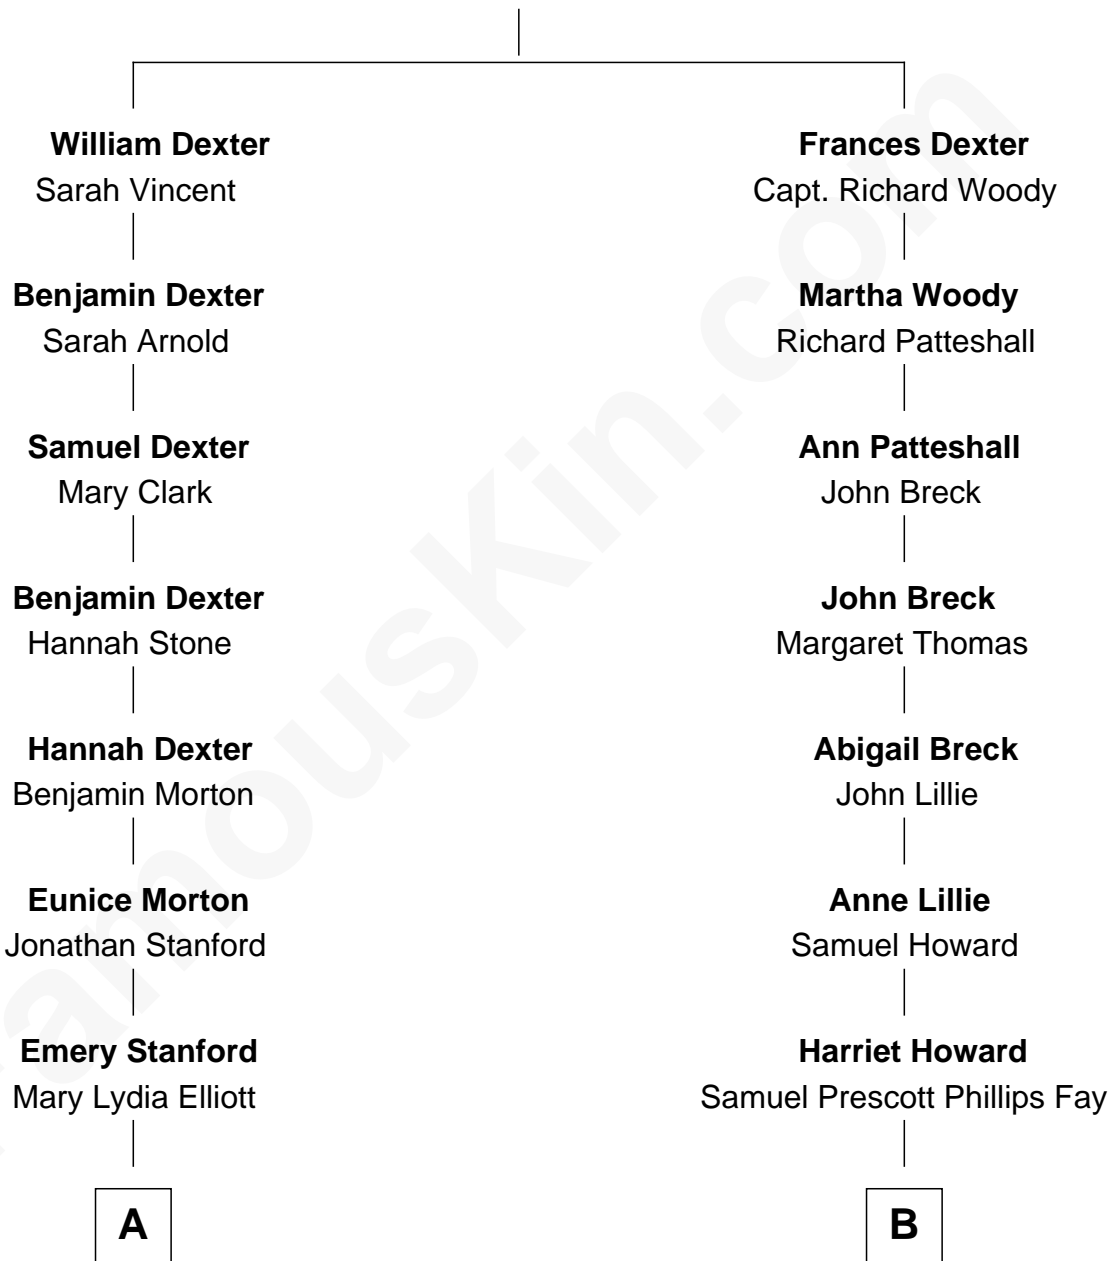 William Dexter
Sarah Vincent
Frances Dexter
Capt. Richard Woody
Benjamin Dexter
Sarah Arnold
Martha Woody
Richard Patteshall
Samuel Dexter
Mary Clark
Ann Patteshall
John Breck
Benjamin Dexter
Hannah Stone
John Breck
Margaret Thomas
Hannah Dexter
Benjamin Morton
Abigail Breck
John Lillie
Eunice Morton
Jonathan Stanford
Anne Lillie
Samuel Howard
Emery Stanford
Mary Lydia Elliott
Harriet Howard
Samuel Prescott Phillips Fay
A
B
FamousKin.com